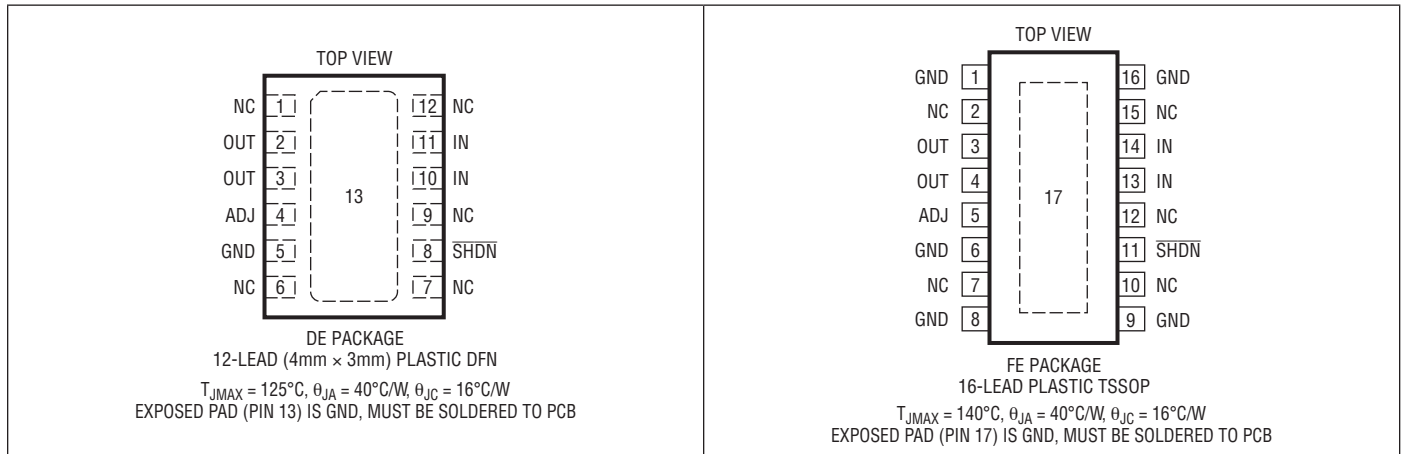 TOP VIEW
NC 1 12 NC
OUT 2 11 IN
OUT 3 10 IN
ADJ 4 9 NC
GND 5 8 SHDN
NC 6 7 NC
13
DE PACKAGE
12-LEAD (4mm × 3mm) PLASTIC DFN
TJMAX = 125°C, θJA = 40°C/W, θJC = 16°C/W
EXPOSED PAD (PIN 13) IS GND, MUST BE SOLDERED TO PCB
TOP VIEW
GND 1 16 GND
NC 2 15 NC
OUT 3 14 IN
OUT 4 13 IN
ADJ 5 12 NC
GND 6 11 SHDN
NC 7 10 NC
GND 8 9 GND
17
FE PACKAGE
16-LEAD PLASTIC TSSOP
TJMAX = 140°C, θJA = 40°C/W, θJC = 16°C/W
EXPOSED PAD (PIN 17) IS GND, MUST BE SOLDERED TO PCB